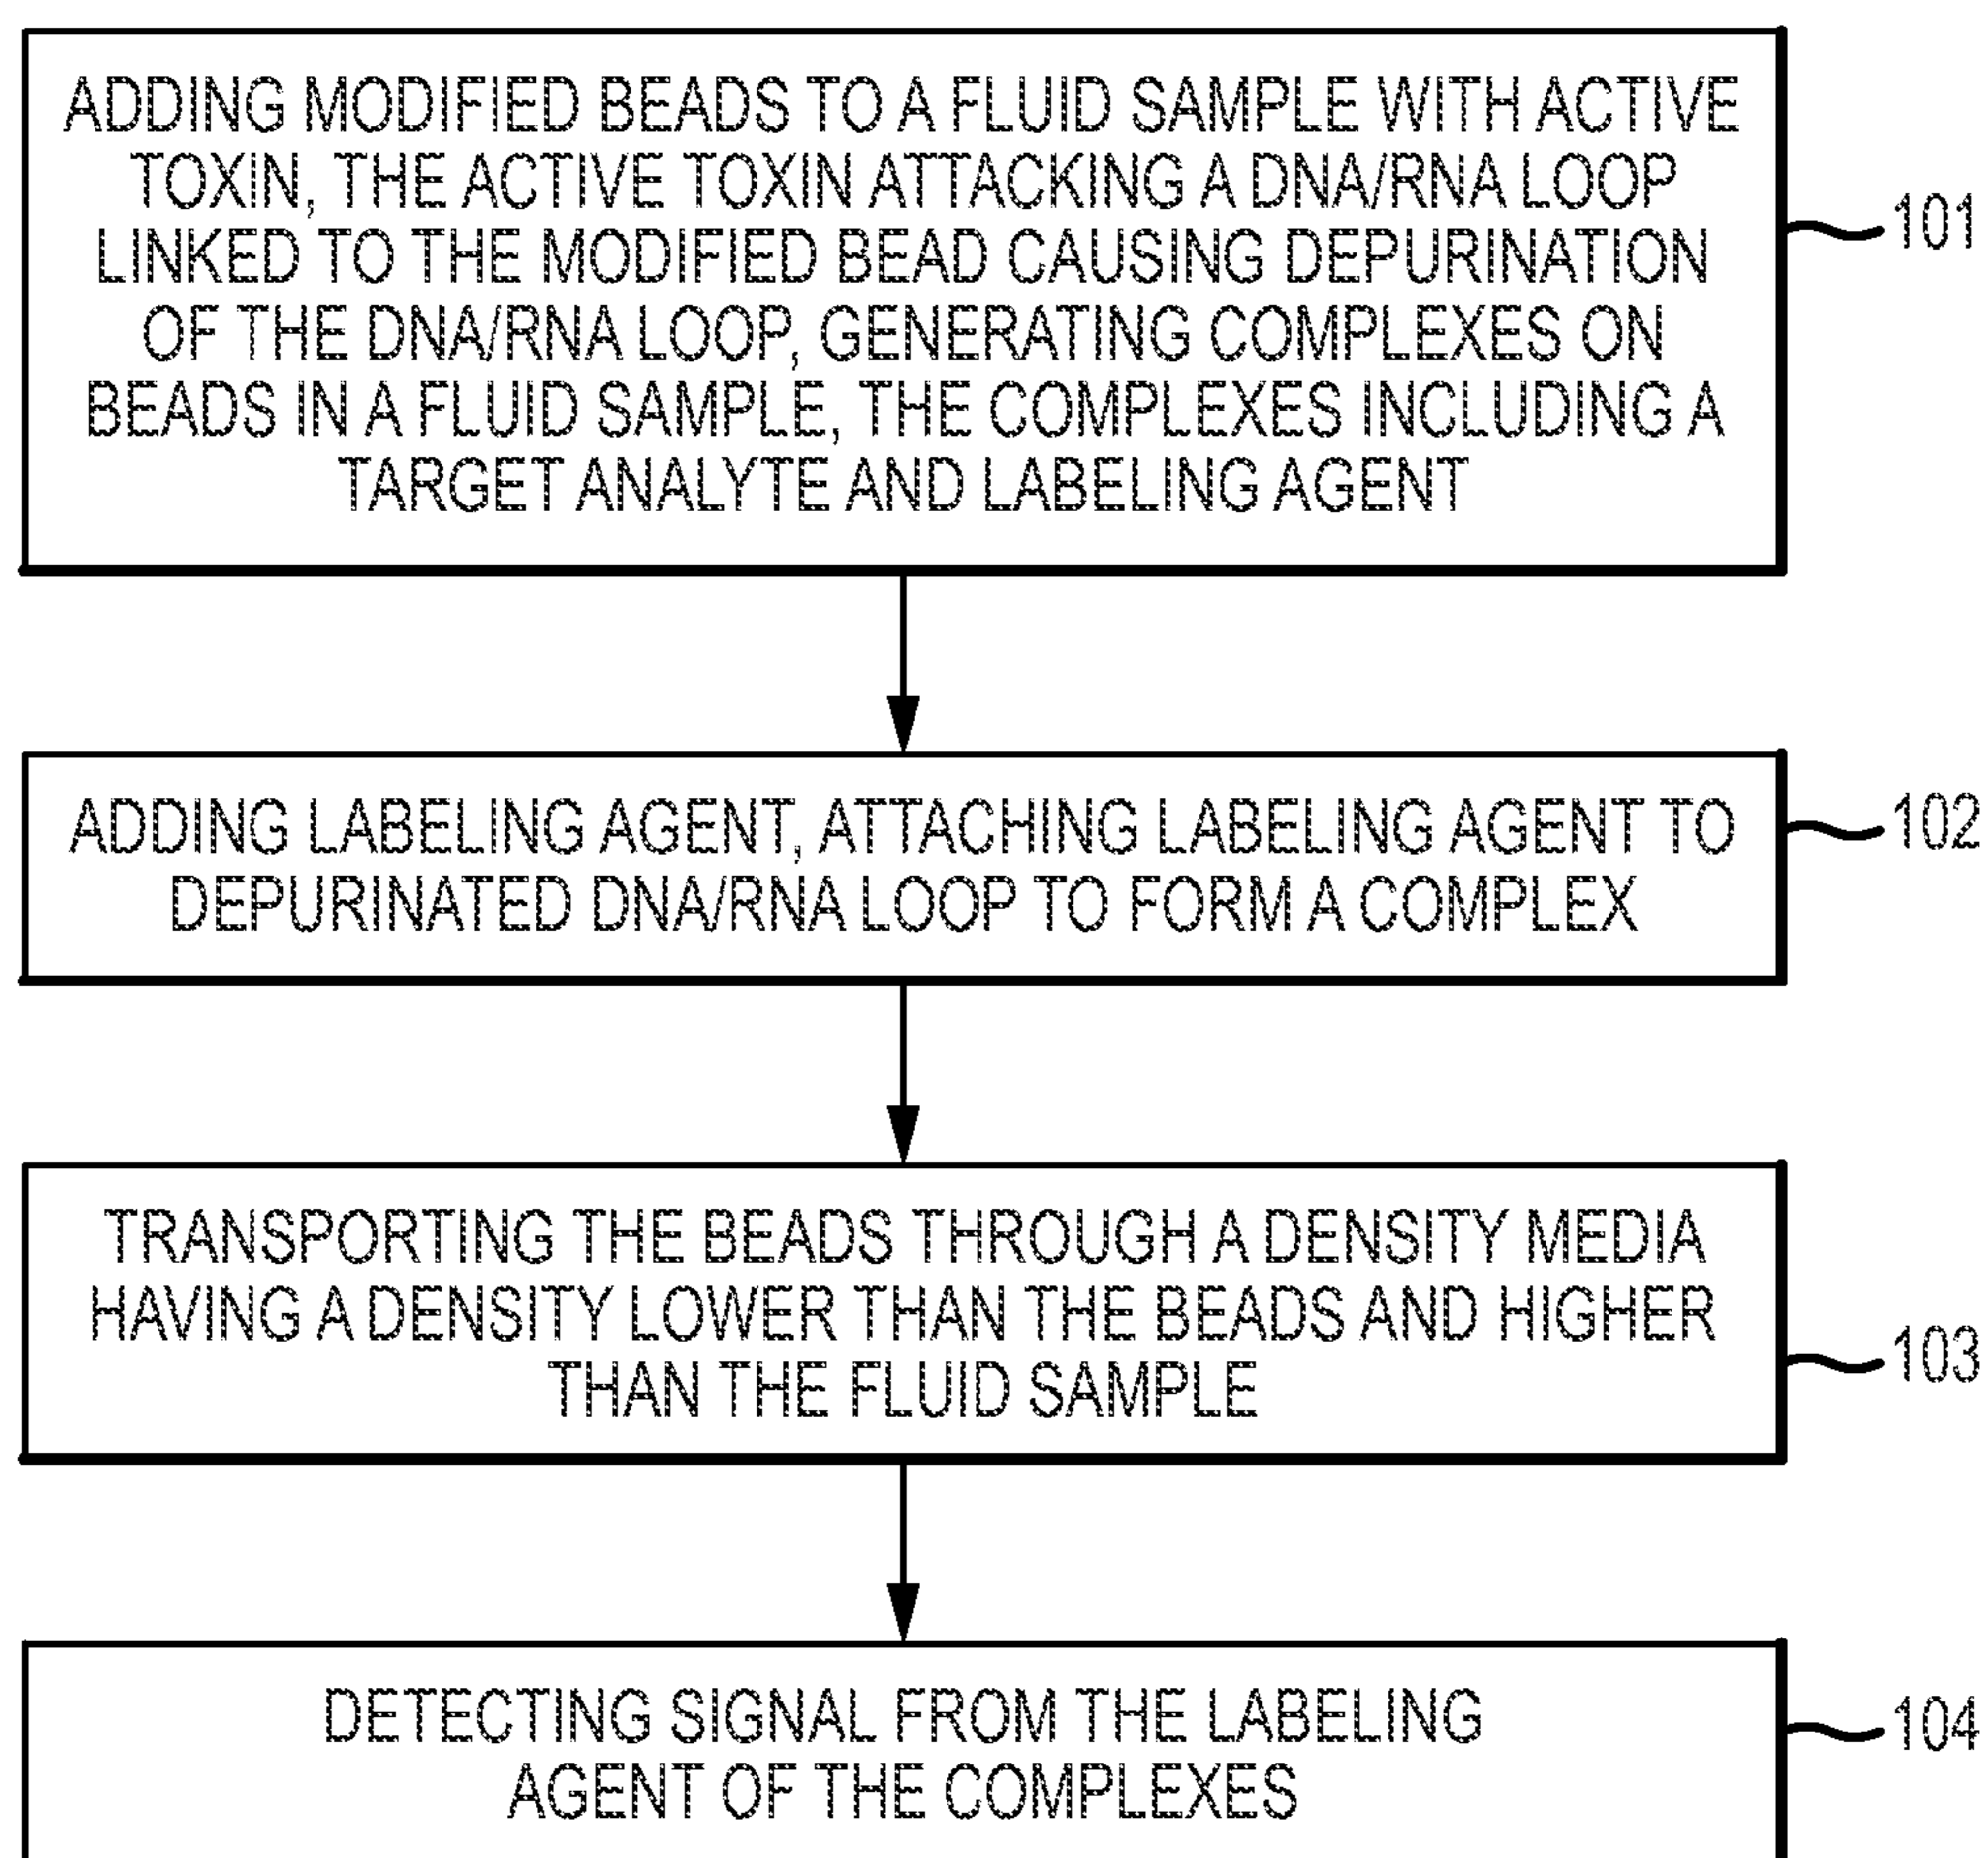 ADDING MODIFIED BEADS TO A FLUID SAMPLE WITH ACTIVE
TOXIN, THE ACTIVE TOXIN ATTACKING A DNA/RNA LOOP
LINKED TO THE MODIFIED BEAD CAUSING DEPURINATION
OF THE DNA/RNA LOOP, GENERATING COMPLEXES ON
BEADS IN A FLUID SAMPLE, THE COMPLEXES INCLUDING A
TARGET ANALYTE AND LABELING AGENT
101
ADDING LABELING AGENT, ATTACHING LABELING AGENT TO
DEPURINATED DNA/RNA LOOP TO FORM A COMPLEX
102
TRANSPORTING THE BEADS THROUGH A DENSITY MEDIA
HAVING A DENSITY LOWER THAN THE BEADS AND HIGHER
THAN THE FLUID SAMPLE
103
DETECTING SIGNAL FROM THE LABELING
AGENT OF THE COMPLEXES
104